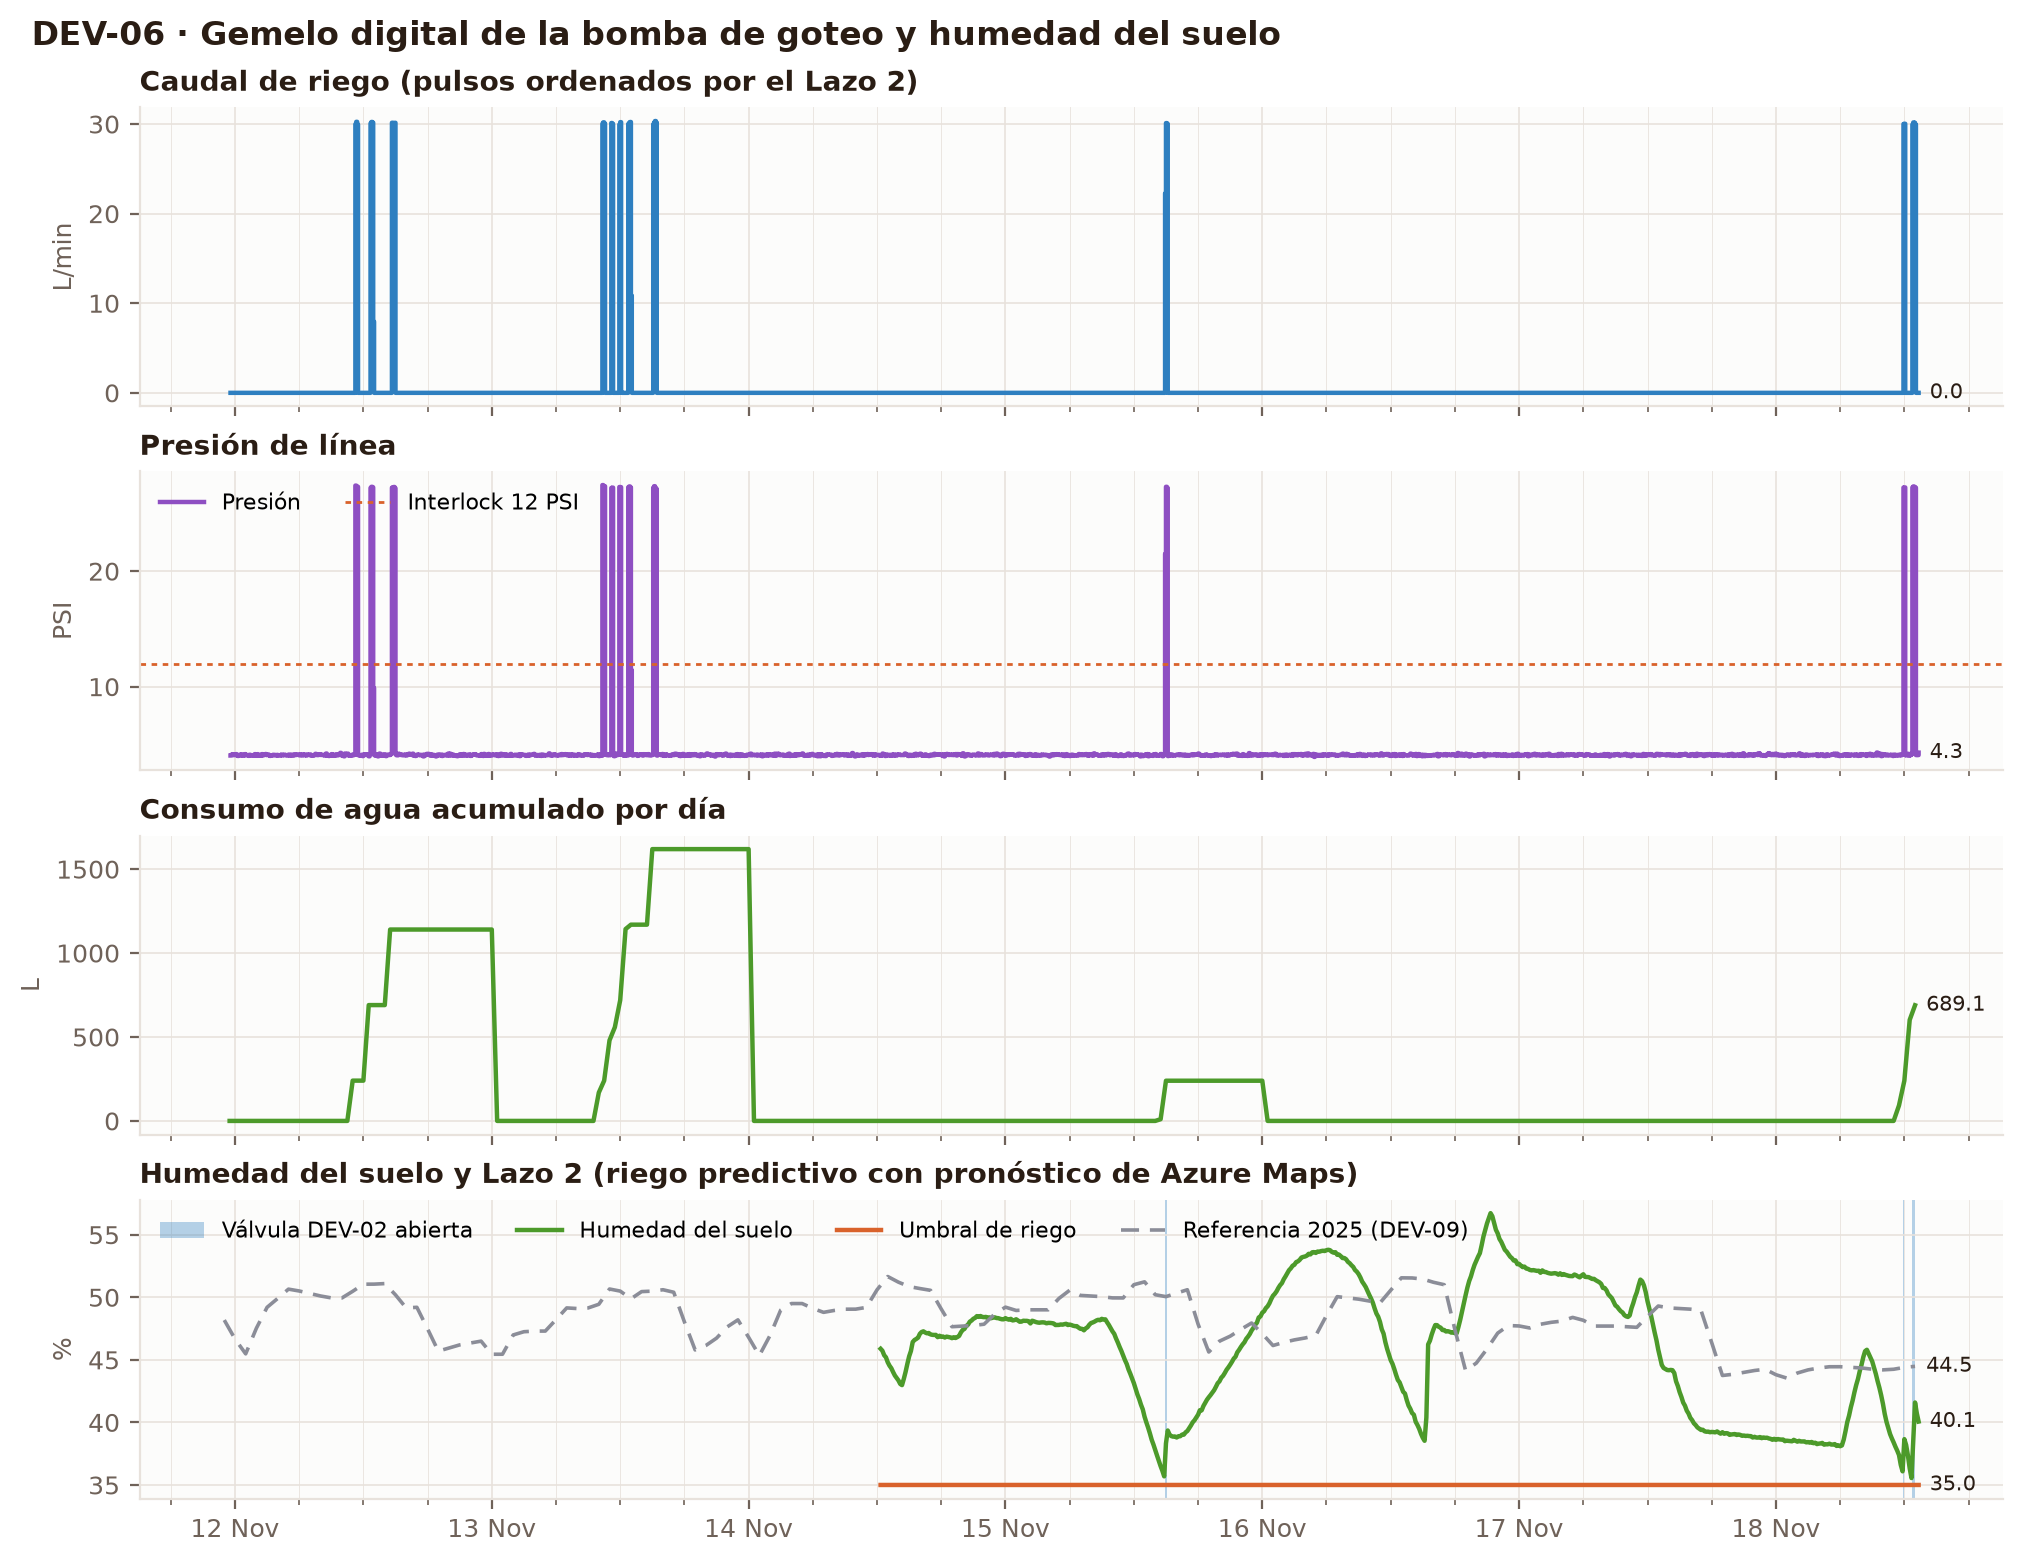 DEV-06 · Gemelo digital de la bomba de goteo y humedad del suelo
Caudal de riego (pulsos ordenados por el Lazo 2)
30
20
10
0
L/min
0.0
Presión de línea
Presión
Interlock 12 PSI
20
10
PSI
4.3
Consumo de agua acumulado por día
1500
1000
500
0
L
689.1
Humedad del suelo y Lazo 2 (riego predictivo con pronóstico de Azure Maps)
Válvula DEV-02 abierta
Humedad del suelo
Umbral de riego
Referencia 2025 (DEV-09)
55
50
45
40
35
%
44.5
40.1
35.0
12 Nov
13 Nov
14 Nov
15 Nov
16 Nov
17 Nov
18 Nov